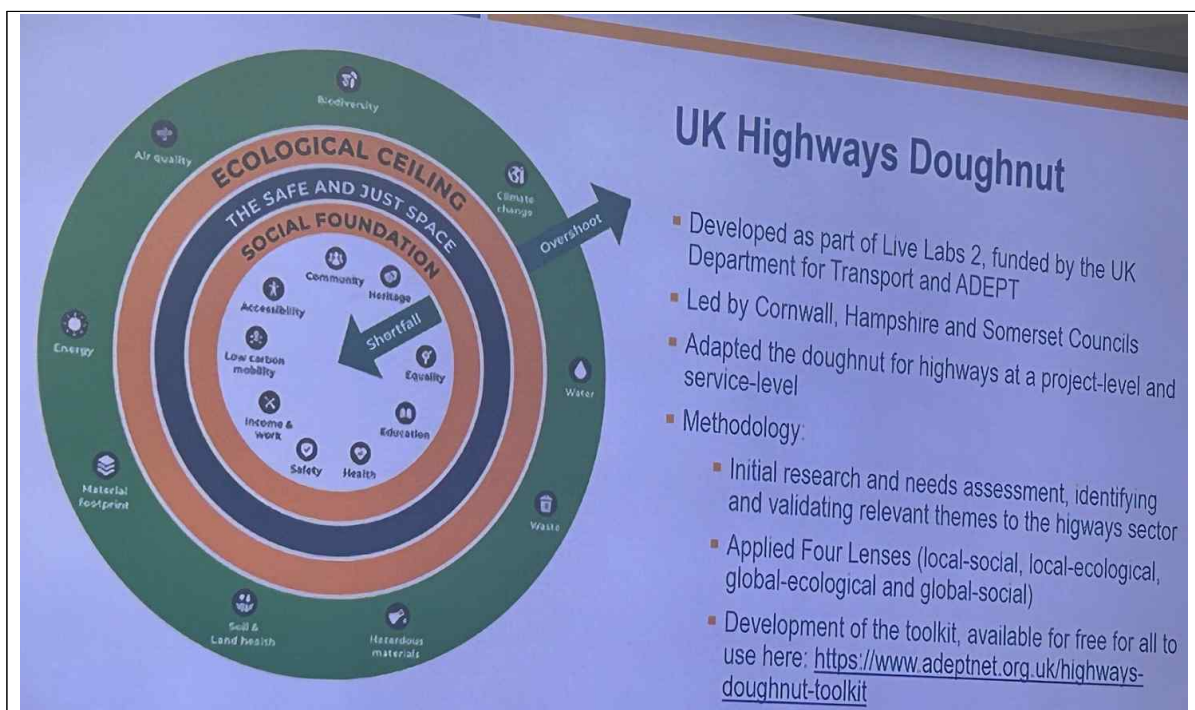 Biodiversity
Air quality
Climate
change
Energy
Water
Material
footprint
Waste
Soil &
Land health
Hazardous
materials
ECOLOGICAL CEILING
THE SAFE AND JUST SPACE
SOCIAL FOUNDATION
Overshoot
Shortfall
Community
Heritage
Accessibility
Low carbon
mobility
Equality
Income &
work
Education
Safety
Health
UK Highways Doughnut
▪ Developed as part of Live Labs 2, funded by the UK
Department for Transport and ADEPT
▪ Led by Cornwall, Hampshire and Somerset Councils
▪ Adapted the doughnut for highways at a project-level and
service-level
▪ Methodology:
▪ Initial research and needs assessment, identifying
and validating relevant themes to the higways sector
▪ Applied Four Lenses (local-social, local-ecological,
global-ecological and global-social)
▪ Development of the toolkit, available for free for all to
use here: https://www.adeptnet.org.uk/highways-
doughnut-toolkit